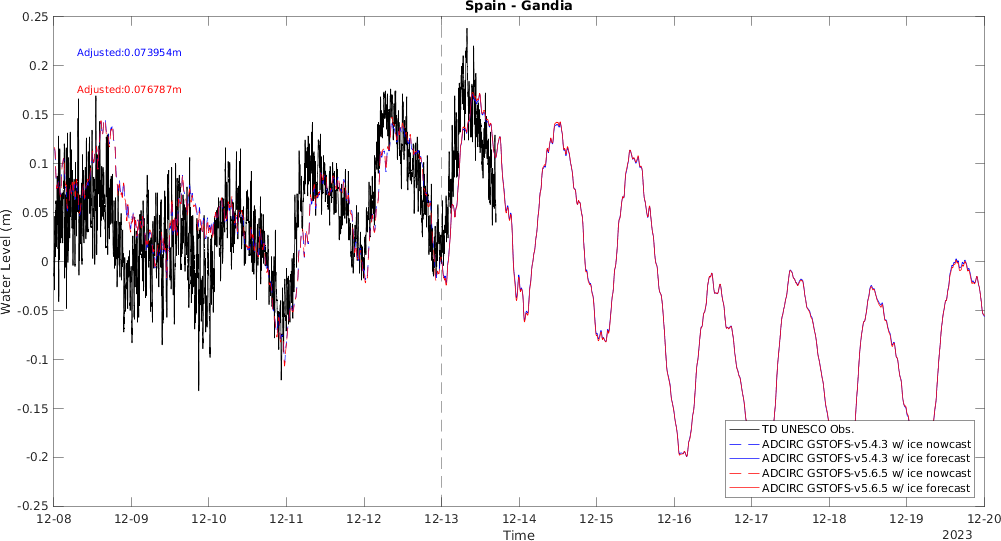 Spain - Gandia
0.25
0.2
0.15
0.1
0.05
0
-0.05
-0.1
-0.15
-0.2
-0.25
Water Level (m)
Adjusted:0.073954m
Adjusted:0.076787m
TD UNESCO Obs.
ADCIRC GSTOFS-v5.4.3 w/ ice nowcast
ADCIRC GSTOFS-v5.4.3 w/ ice forecast
ADCIRC GSTOFS-v5.6.5 w/ ice nowcast
ADCIRC GSTOFS-v5.6.5 w/ ice forecast
12-08 12-09 12-10 12-11 12-12 12-13 12-14 12-15 12-16 12-17 12-18 12-19 12-20
Time
2023